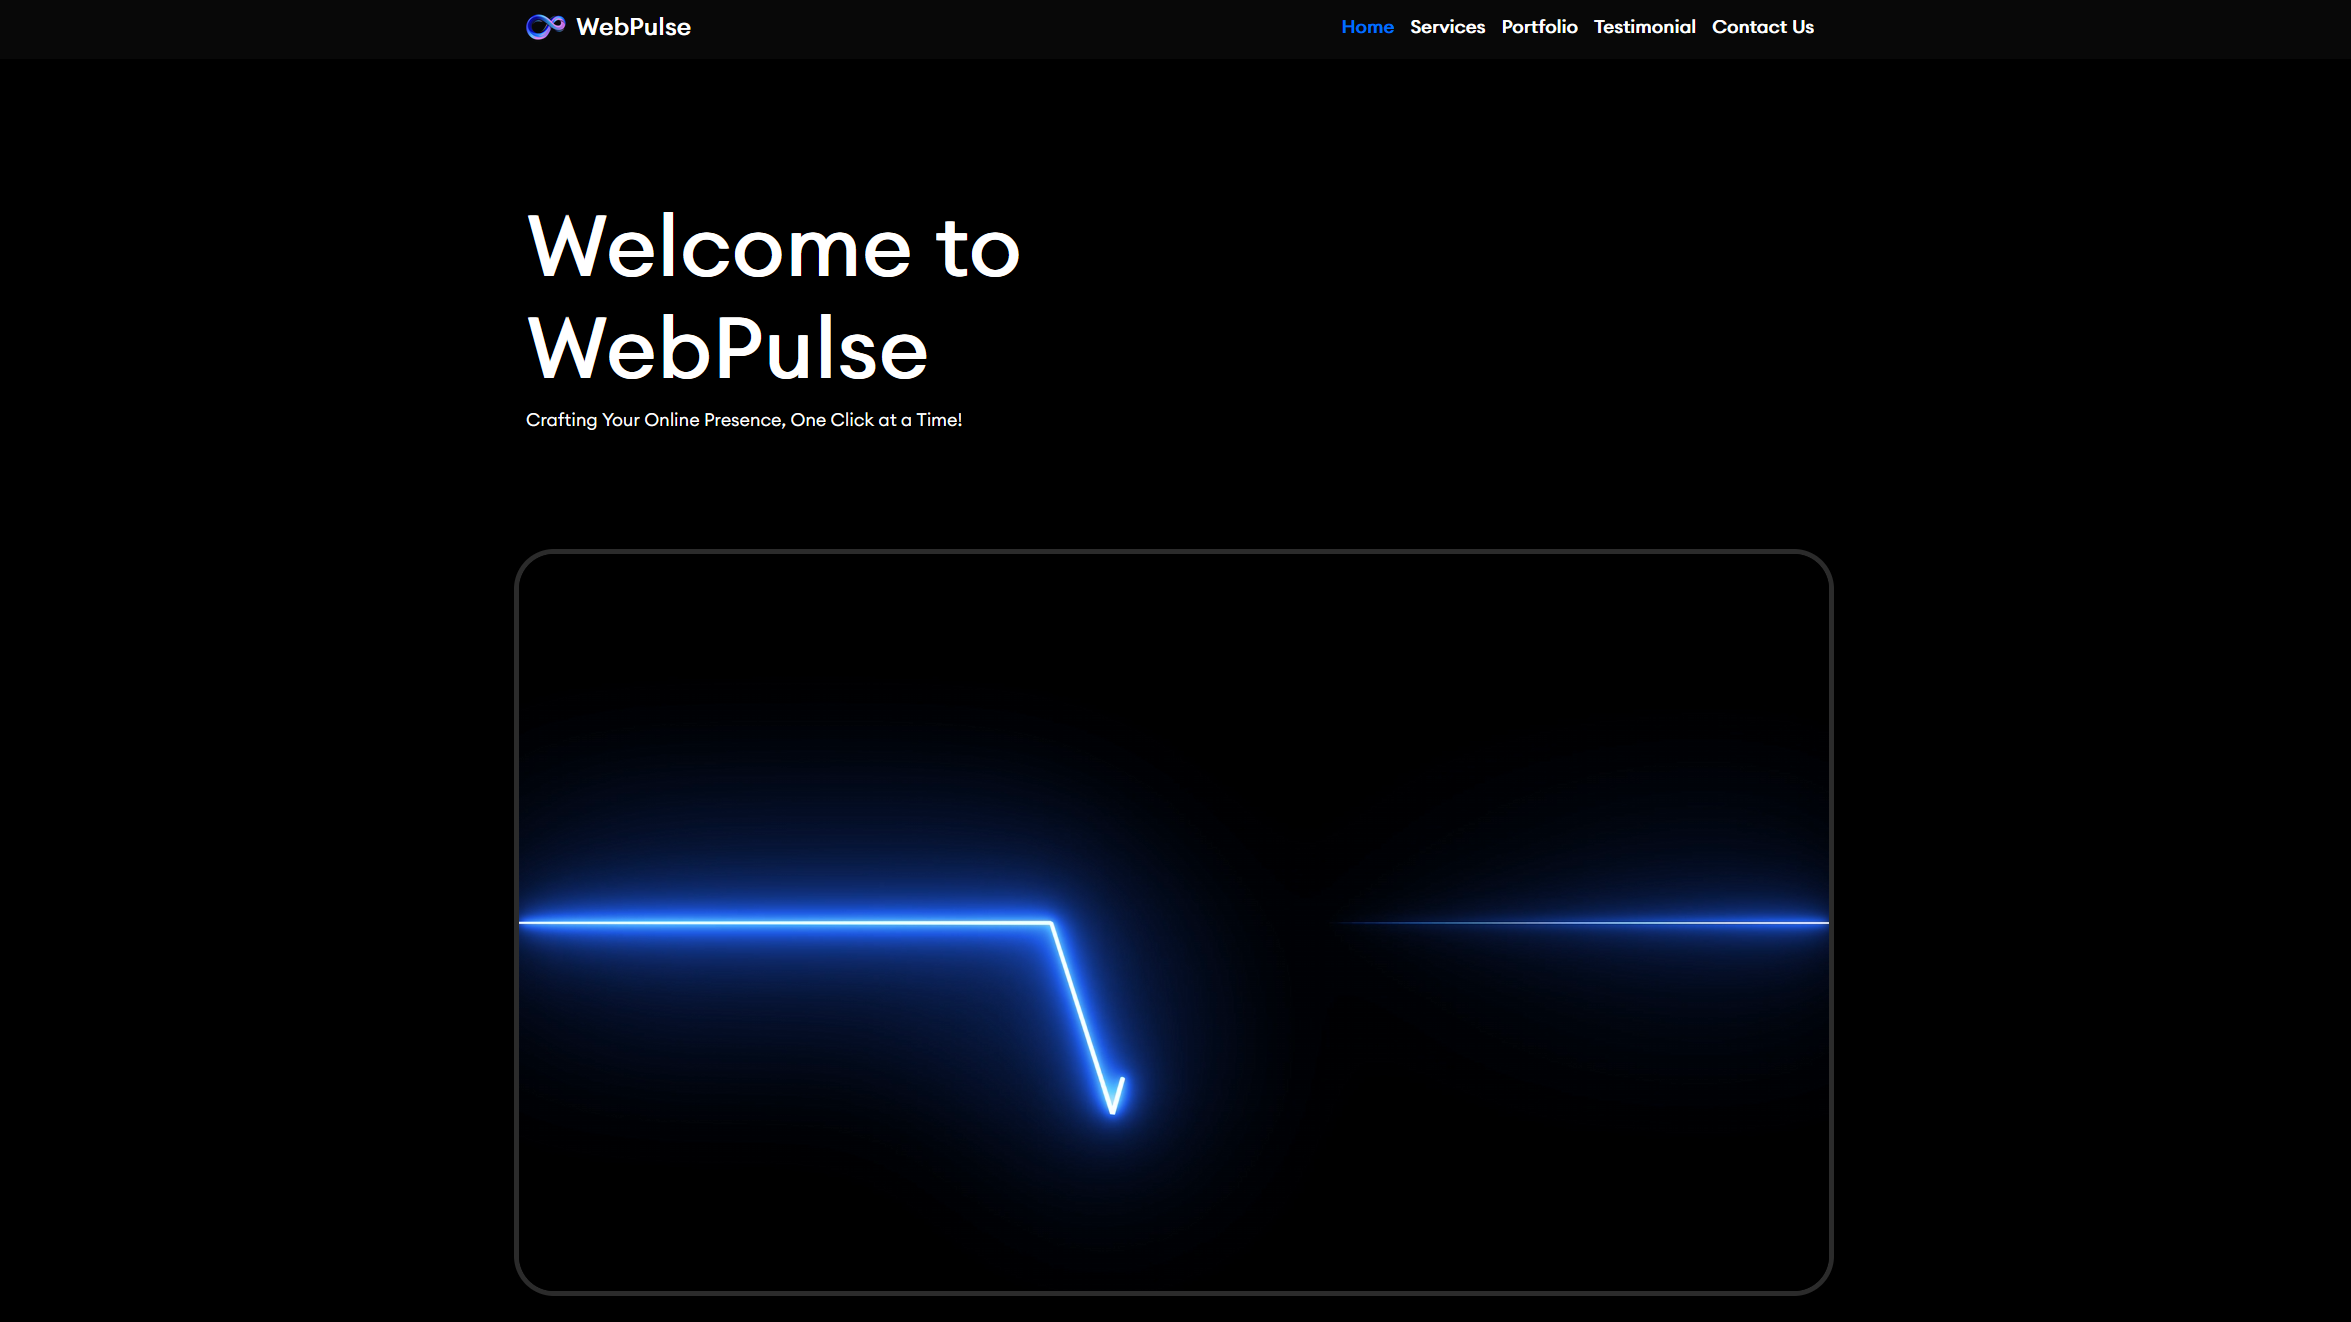 WebPulse
Home Services Portfolio Testimonial Contact Us
Welcome to
WebPulse
Crafting Your Online Presence, One Click at a Time!